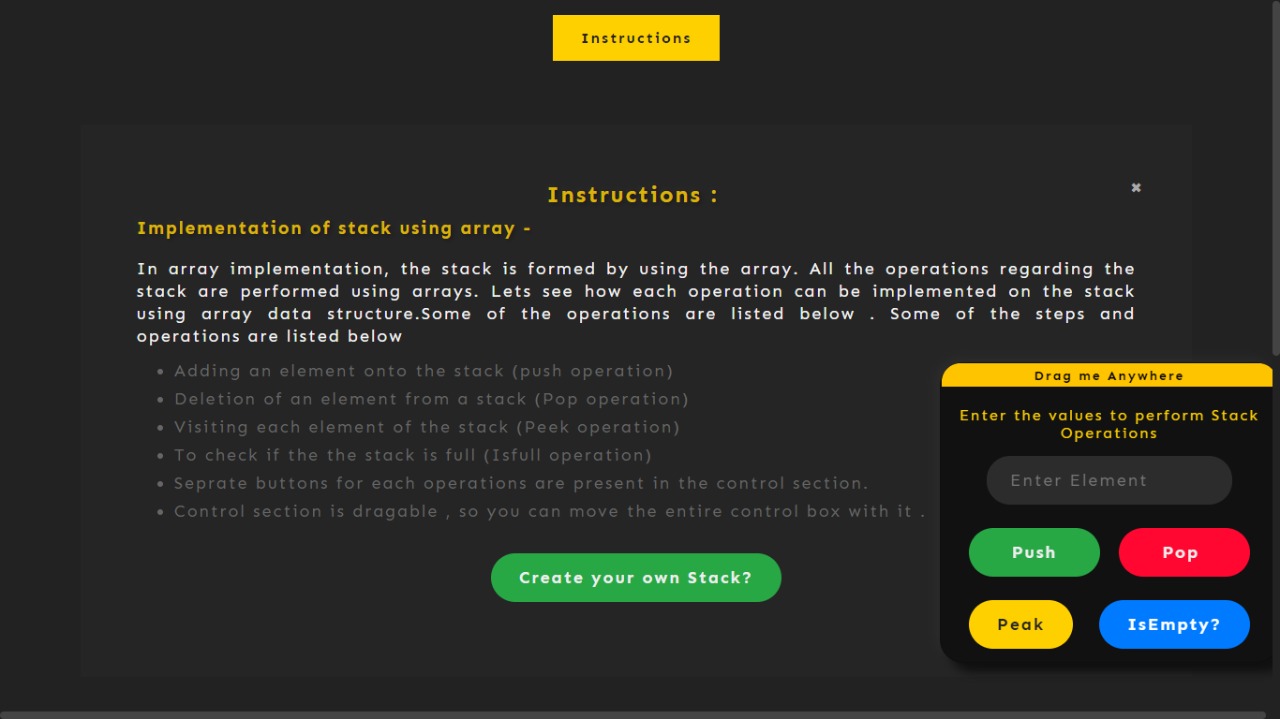 Instructions
Instructions :
Implementation of stack using array -
In array implementation, the stack is formed by using the array. All the operations regarding the
stack are performed using arrays. Lets see how each operation can be implemented on the stack
using array data structure.Some of the operations are listed below . Some of the steps and
operations are listed below
• Adding an element onto the stack (push operation)
• Deletion of an element from a stack (Pop operation)
• Visiting each element of the stack (Peek operation)
• To check if the the stack is full (Isfull operation)
• Seprate buttons for each operations are present in the control section.
• Control section is dragable , so you can move the entire control box with it .
Create your own Stack?
Drag me Anywhere
Enter the values to perform Stack
Operations
Enter Element
Push
Pop
Peak
IsEmpty?